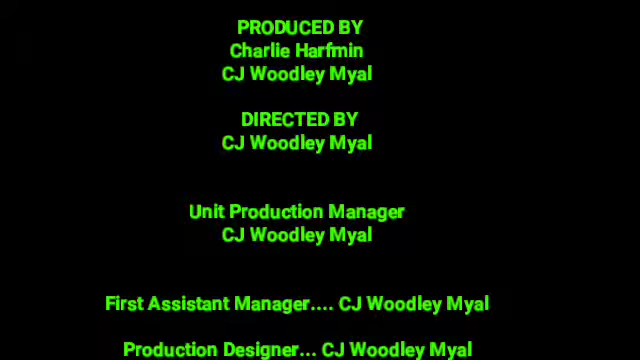 PRODUCED BY
Charlie Harfmin
CJ Woodley Myal
DIRECTED BY
CJ Woodley Myal
Unit Production Manager
CJ Woodley Myal
First Assistant Manager.... CJ Woodley Myal
Production Designer... CJ Woodley Myal